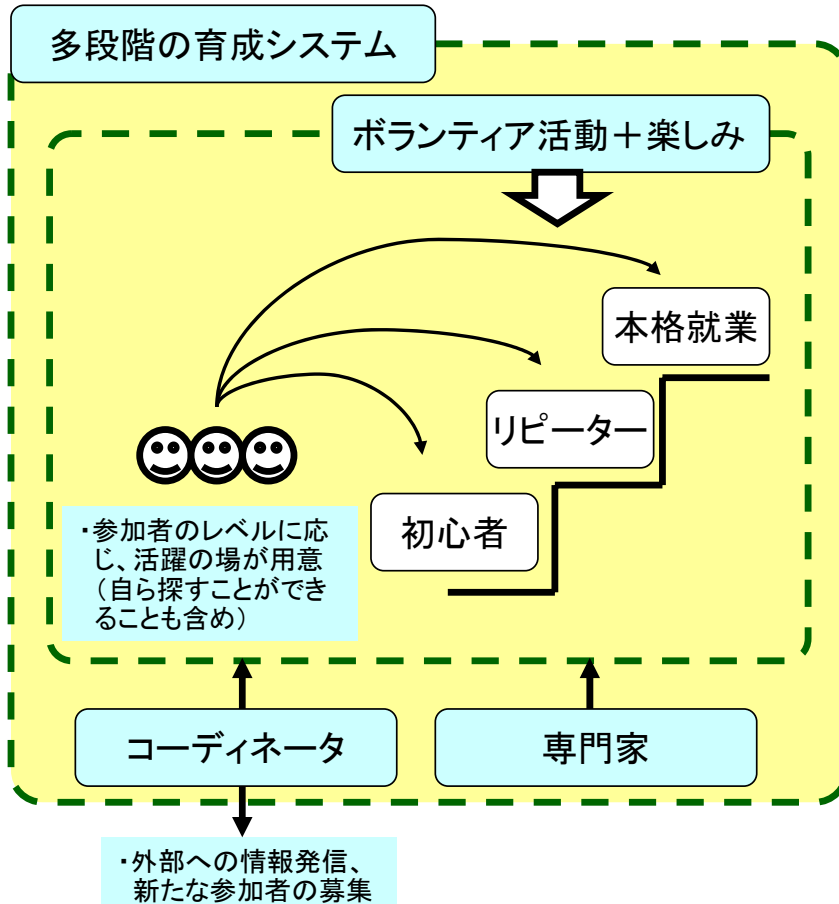 多段階の育成システム
ボランティア活動＋楽しみ
本格就業
リピーター
初心者
・参加者のレベルに応
じ、活躍の場が用意
（自ら探すことができ
ることも含め）
コーディネータ
専門家
・外部への情報発信、
新たな参加者の募集